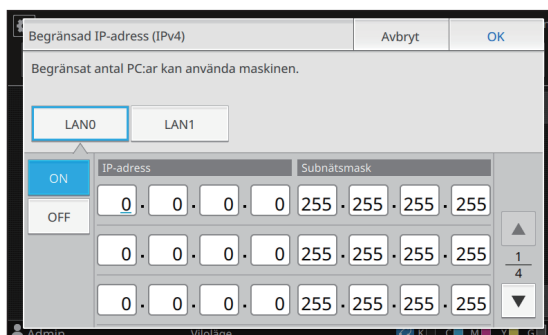 Begränsad IP-adress (IPv4) Avbryt OK
Begränsat antal PC:ar kan använda maskinen.
LAN0 LAN1
ON
OFF
IP-adress Subnätsmask
0 . 0 . 0 . 0 255 . 255 . 255 . 255
0 . 0 . 0 . 0 255 . 255 . 255 . 255
0 . 0 . 0 . 0 255 . 255 . 255 . 255
1
4
Admin Viloläge K C M Y